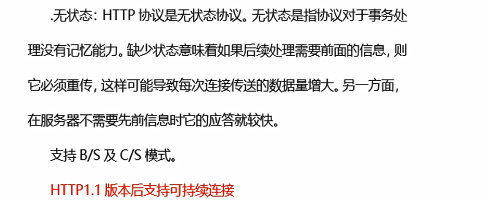 .无状态：HTTP 协议是无状态协议。无状态是指协议对于事务处
理没有记忆能力。缺少状态意味着如果后续处理需要前面的信息，则
它必须重传，这样可能导致每次连接传送的数据量增大。另一方面，
在服务器不需要先前信息时它的应答就较快。
支持 B/S 及 C/S 模式。
HTTP1.1 版本后支持可持续连接